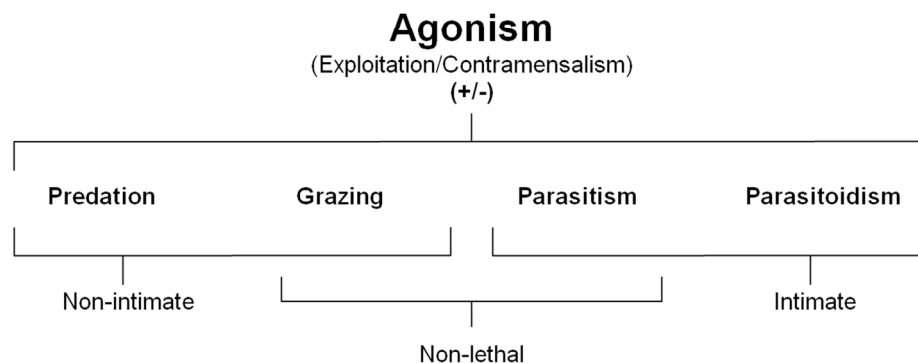 Agonism
(Exploitation/Contramensalism)
(+/-)
Predation Grazing Parasitism Parasitoidism
Non-intimate Intimate
Non-lethal